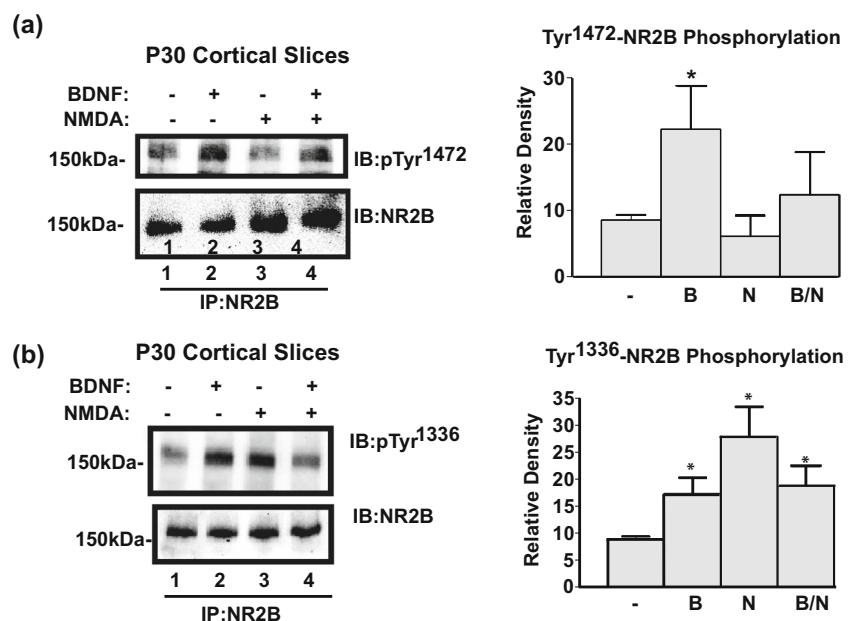 (a)
P30 Cortical Slices
BDNF: - + - +
NMDA: - - + +
150kDa- IB:pTyr1472
150kDa- IB:NR2B
1 2 3 4
1 2 3 4
IP:NR2B
Tyr1472-NR2B Phosphorylation
Relative Density
30
20
10
0
*
- B N B/N
(b)
P30 Cortical Slices
BDNF: - + - +
NMDA: - - + +
150kDa- IB:pTyr1336
150kDa- IB:NR2B
1 2 3 4
IP:NR2B
Tyr1336-NR2B Phosphorylation
Relative Density
35
30
25
20
15
10
5
0
* * *
- B N B/N